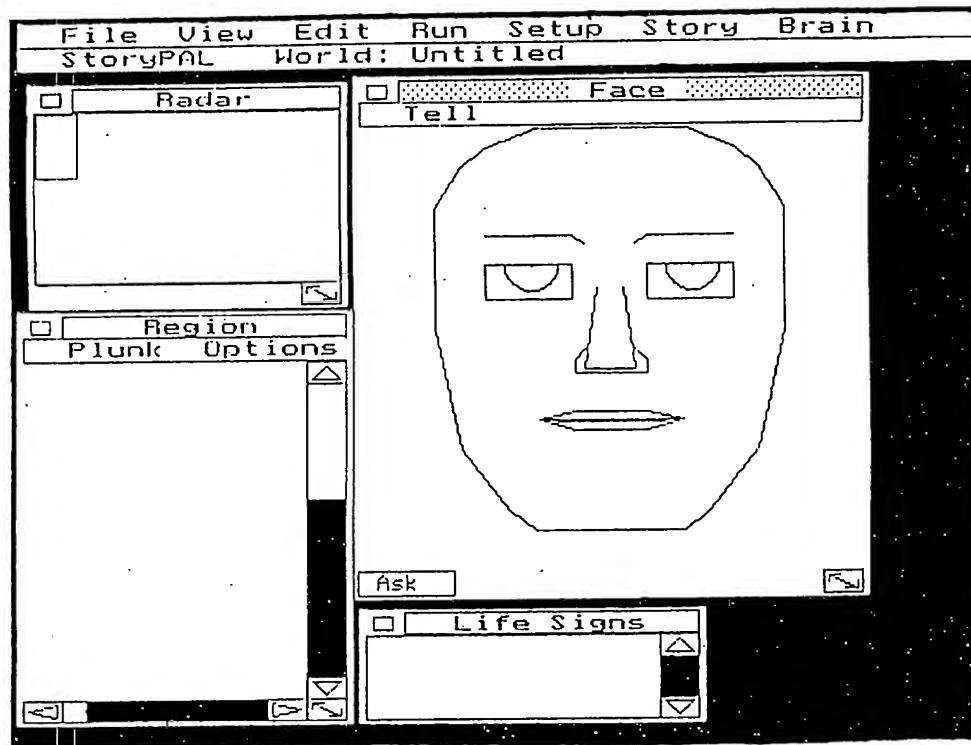 File View Edit Run Setup Story Brain
StoryPAL World: Untitled
Radar
Face
Tell
Region
Plunk Options
Ask
Life Signs